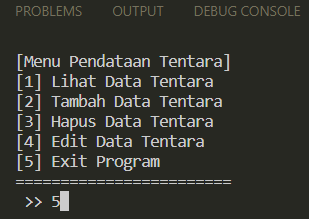 PROBLEMS OUTPUT DEBUG CONSOLE
[Menu Pendataan Tentara]
[1] Lihat Data Tentara
[2] Tambah Data Tentara
[3] Hapus Data Tentara
[4] Edit Data Tentara
[5] Exit Program
========================
>> 5